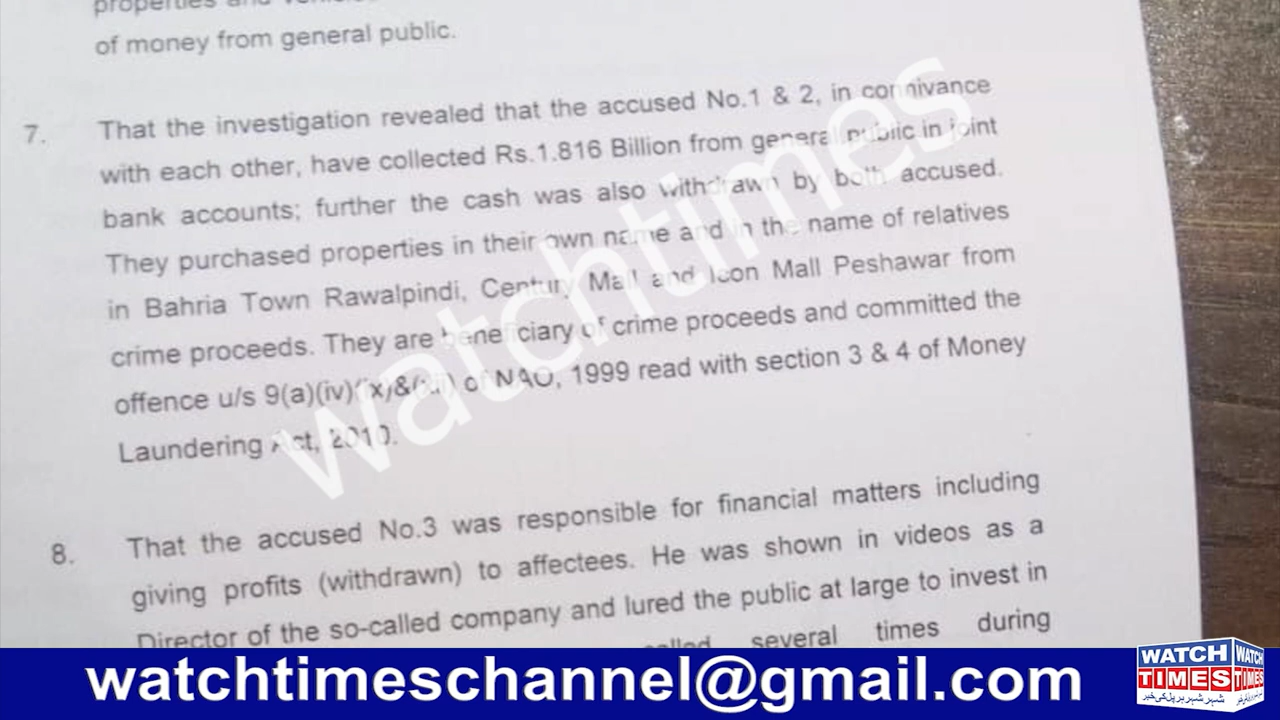 properties and
of money from general public.
7. That the investigation revealed that the accused No.1 & 2, in connivance
with each other, have collected Rs.1.816 Billion from general public in joint
bank accounts; further the cash was also withdrawn by both accused.
They purchased properties in their own name and in the name of relatives
in Bahria Town Rawalpindi, Century Mall and Icon Mall Peshawar from
crime proceeds. They are beneficiary of crime proceeds and committed the
offence u/s 9(a)(iv)(ix)&(xii) of NAO, 1999 read with section 3 & 4 of Money
Laundering Act, 2010.
8. That the accused No.3 was responsible for financial matters including
giving profits (withdrawn) to affectees. He was shown in videos as a
Director of the so-called company and lured the public at large to invest in
several times during
watchtimes
watchtimeschannel@gmail.com
WATCH
TIMES
WATCH
TIMES